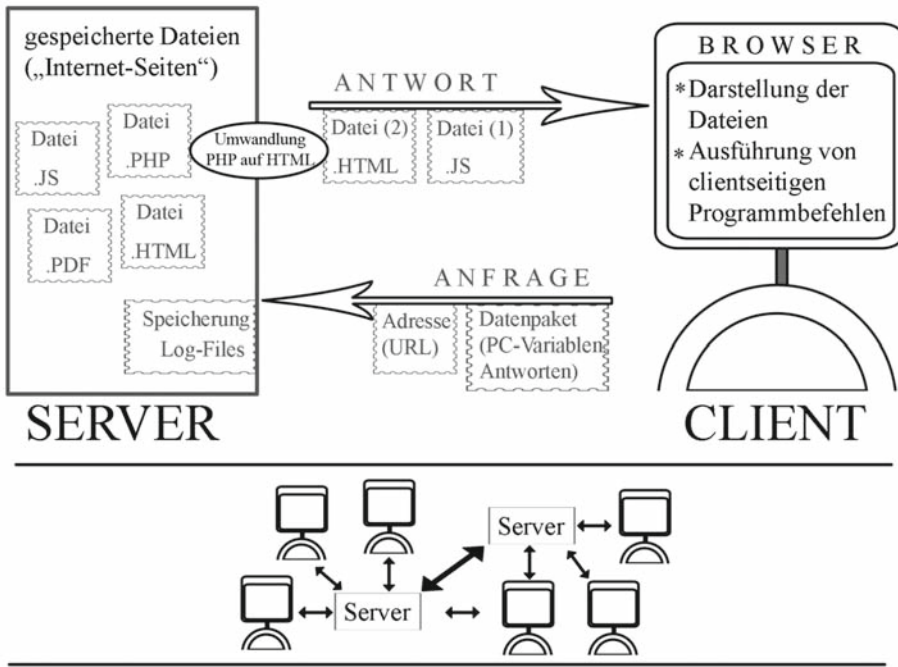 gespeicherte Dateien
(„Internet-Seiten“)
Datei
.JS
Datei
.PHP
Datei
.PDF
Datei
.HTML
Umwandlung
PHP auf HTML
Speicherung
Log-Files
SERVER
ANTWORT
Datei (2)
.HTML
Datei (1)
.JS
ANFRAGE
Adresse
(URL)
Datenpaket
(PC-Variablen,
Antworten)
BROWSER
* Darstellung der
Dateien
* Ausführung von
clientseitigen
Programmbefehlen
CLIENT
Server
Server